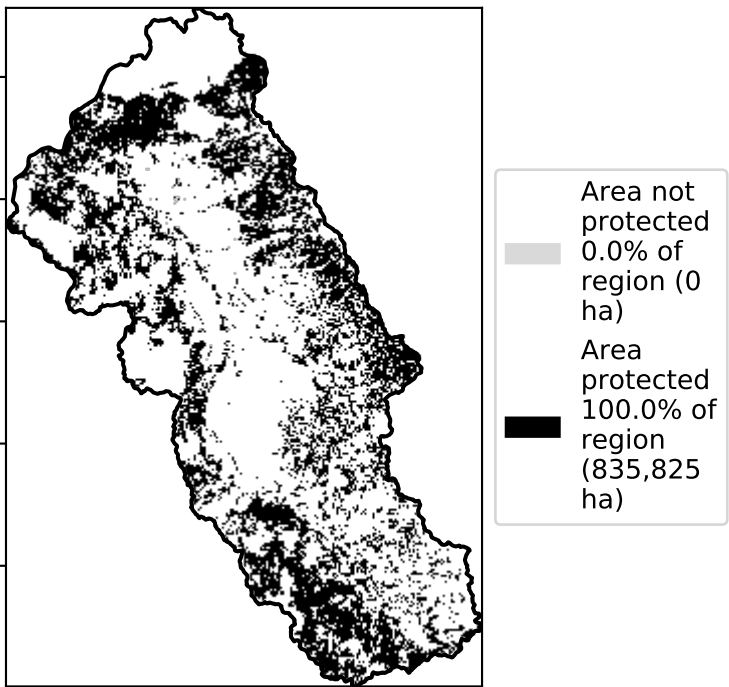 Area not
protected
0.0% of
region (0
ha)
Area
protected
100.0% of
region
(835,825
ha)